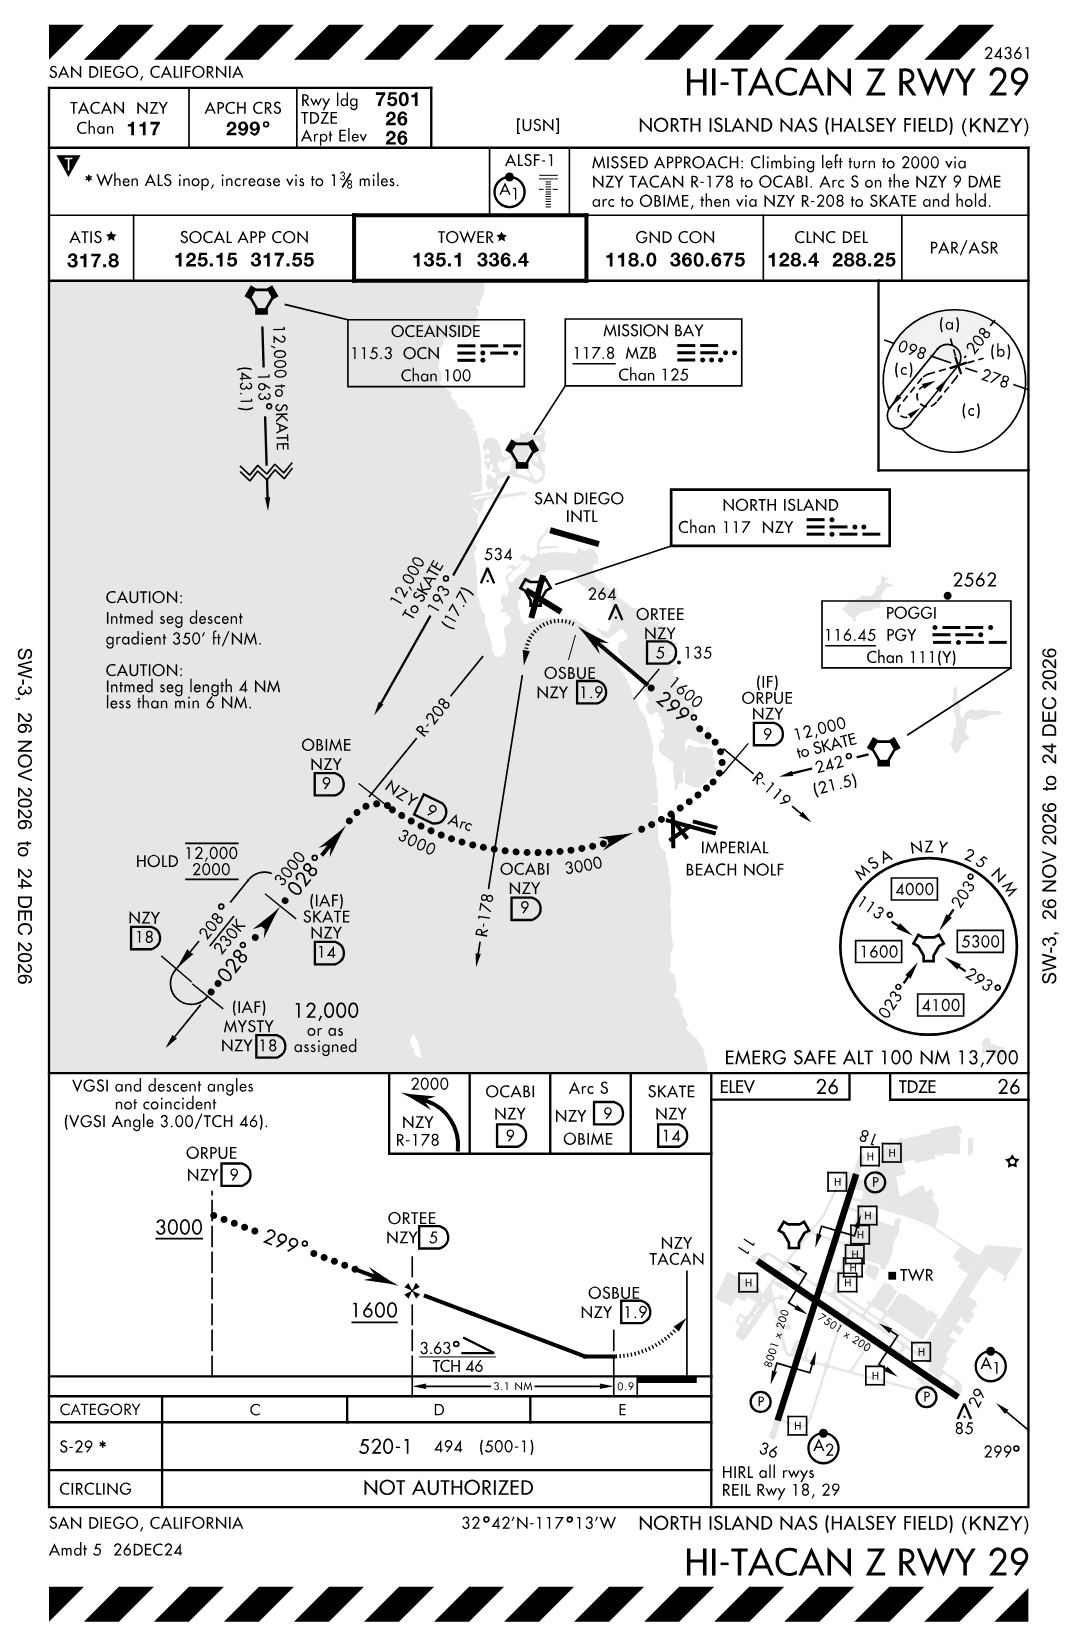 24361
SAN DIEGO, CALIFORNIA
HI-TACAN Z RWY 29
TACAN NZY
Chan 117
APCH CRS
299°
Rwy ldg 7501
TDZE 26
Arpt Elev 26
[USN]
NORTH ISLAND NAS (HALSEY FIELD) (KNZY)
T
* When ALS inop, increase vis to 1⅜ miles.
ALSF-1
A1
MISSED APPROACH: Climbing left turn to 2000 via
NZY TACAN R-178 to OCABI. Arc S on the NZY 9 DME
arc to OBIME, then via NZY R-208 to SKATE and hold.
ATIS★
317.8
SOCAL APP CON
125.15 317.55
TOWER★
135.1 336.4
GND CON
118.0 360.675
CLNC DEL
128.4 288.25
PAR/ASR
OCEANSIDE
115.3 OCN
Chan 100
MISSION BAY
117.8 MZB
Chan 125
12,000 to SKATE
163°
(43.1)
(a)
208
098
(b)
(c)
278
(c)
SAN DIEGO
INTL
NORTH ISLAND
Chan 117 NZY
534
12,000
To SKATE
193°
(17.7)
264
2562
POGGI
116.45 PGY
Chan 111(Y)
CAUTION:
Intmed seg descent
gradient 350' ft/NM.
CAUTION:
Intmed seg length 4 NM
less than min 6 NM.
ORTEE
NZY
5
135
OSBUE
NZY 1.9
1600
299°
(IF)
ORPUE
NZY
9
12,000
to SKATE
242°
(21.5)
R-119
R-208
OBIME
NZY
9
NZY 9 Arc
3000
3000
IMPERIAL
BEACH NOLF
OCABI
NZY
9
R-178
HOLD 12,000
2000
3000
028°
(IAF)
SKATE
NZY
14
NZY
18
208°
230K
028°
(IAF)
MYSTY
NZY 18
12,000
or as
assigned
MSA NZY 25 NM
4000
203°
113°
1600
5300
293°
023°
4100
EMERG SAFE ALT 100 NM 13,700
SW-3, 26 NOV 2026 to 24 DEC 2026
SW-3, 26 NOV 2026 to 24 DEC 2026
VGSI and descent angles
not coincident
(VGSI Angle 3.00/TCH 46).
2000
NZY
R-178
OCABI
NZY
9
Arc S
NZY 9
OBIME
SKATE
NZY
14
ORPUE
NZY 9
3000
299°
ORTEE
NZY 5
1600
3.63°
TCH 46
OSBUE
NZY 1.9
NZY
TACAN
3.1 NM
0.9
ELEV 26
TDZE 26
18
H
H
H
P
H
H
11
H
H
H
H
TWR
8001 x 200
7501 x 200
H
H
A1
P
P
29
85
299°
H
36
A2
HIRL all rwys
REIL Rwy 18, 29
CATEGORY C D E
S-29 * 520-1 494 (500-1)
CIRCLING NOT AUTHORIZED
SAN DIEGO, CALIFORNIA
32°42'N-117°13'W
NORTH ISLAND NAS (HALSEY FIELD) (KNZY)
Amdt 5 26DEC24
HI-TACAN Z RWY 29